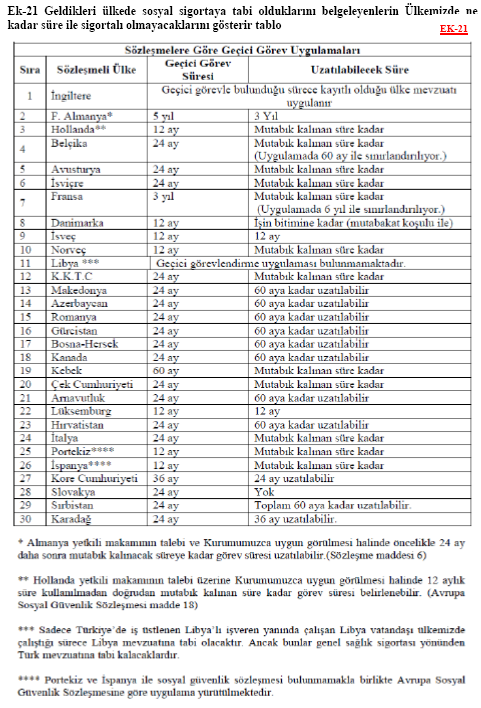 Ek-21 Geldikleri ülkede sosyal sigortaya tabi olduklarını belgeleyenlerin Ülkemizde ne
kadar süre ile sigortalı olmayacaklarını gösterir tablo
EK-21
Sözleşmelere Göre Geçici Görev Uygulamaları
Sıra Sözleşmeli Ülke Geçici Görev Süresi Uzatılabilecek Süre
1 İngiltere Geçici görevle bulunduğu sürece kayıtlı olduğu ülke mevzuatı
uygulanır
2 F. Almanya* 5 yıl 3 Yıl
3 Hollanda** 12 ay Mutabık kalınan süre kadar
4 Belçika 24 ay Mutabık kalınan süre kadar
(Uygulamada 60 ay ile sınırlandırılıyor.)
5 Avusturya 24 ay Mutabık kalınan süre kadar
6 İsviçre 24 ay Mutabık kalınan süre kadar
7 Fransa 3 yıl Mutabık kalınan süre kadar
(Uygulamada 6 yıl ile sınırlandırılıyor.)
8 Danimarka 12 ay İşin bitimine kadar (mutabakat koşulu ile)
9 İsveç 12 ay 12 ay
10 Norveç 12 ay Mutabık kalınan süre kadar
11 Libya *** Geçici görevlendirme uygulaması bulunmamaktadır.
12 K.K.T.C 24 ay Mutabık kalınan süre kadar
13 Makedonya 24 ay 60 aya kadar uzatılabilir
14 Azerbaycan 24 ay 60 aya kadar uzatılabilir
15 Romanya 24 ay 60 aya kadar uzatılabilir
16 Gürcistan 24 ay 60 aya kadar uzatılabilir
17 Bosna-Hersek 24 ay 60 aya kadar uzatılabilir
18 Kanada 24 ay 60 aya kadar uzatılabilir
19 Kebek 60 ay Mutabık kalınan süre kadar
20 Çek Cumhuriyeti 24 ay Mutabık kalınan süre kadar
21 Arnavutluk 24 ay 60 aya kadar uzatılabilir
22 Lüksemburg 12 ay 12 ay
23 Hırvatistan 24 ay 60 aya kadar uzatılabilir
24 İtalya 24 ay Mutabık kalınan süre kadar
25 Portekiz**** 12 ay Mutabık kalınan süre kadar
26 İspanya**** 12 ay Mutabık kalınan süre kadar
27 Kore Cumhuriyeti 36 ay 24 ay uzatılabilir
28 Slovakya 24 ay Yok
29 Sırbistan 24 ay Toplam 60 aya kadar uzatılabilir.
30 Karadağ 24 ay 36 ay uzatılabilir.
* Almanya yetkili makamının talebi ve Kurumumuzca uygun görülmesi halinde öncelikle 24 ay
daha sonra mutabık kalınacak süreye kadar görev süresi uzatılabilir.(Sözleşme maddesi 6)
** Hollanda yetkili makamının talebi üzerine Kurumumuzca uygun görülmesi halinde 12 aylık
süre kullanılmadan doğrudan mutabık kalınan süre kadar görev süresi belirlenebilir. (Avrupa
Sosyal Güvenlik Sözleşmesi madde 18)
*** Sadece Türkiye'de iş üstlenen Libya'lı işveren yanında çalışan Libya vatandaşı ülkemizde
çalıştığı sürece Libya mevzuatına tabi olacaktır. Ancak bunlar genel sağlık sigortası yönünden
Türk mevzuatına tabi kalacaklardır.
**** Portekiz ve İspanya ile sosyal güvenlik sözleşmesi bulunmamakla birlikte Avrupa Sosyal
Güvenlik Sözleşmesine göre uygulama yürütülmektedir.